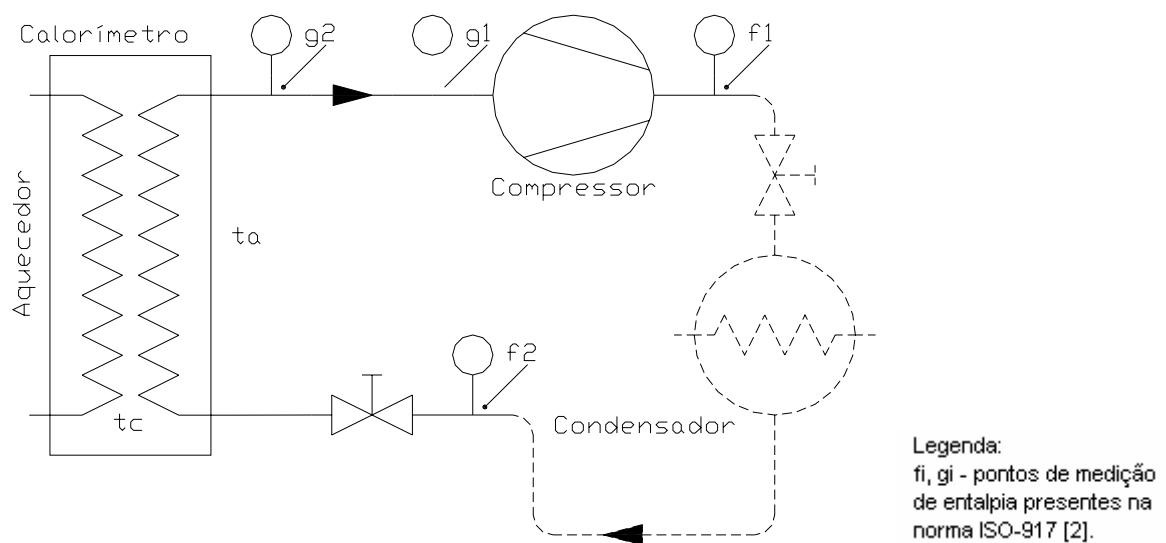 Calorímetro
g2
g1
f1
Compressor
Aquecedor
ta
tc
f2
Condensador
Legenda:
fi, gi - pontos de medição
de entalpia presentes na
norma ISO-917 [2].